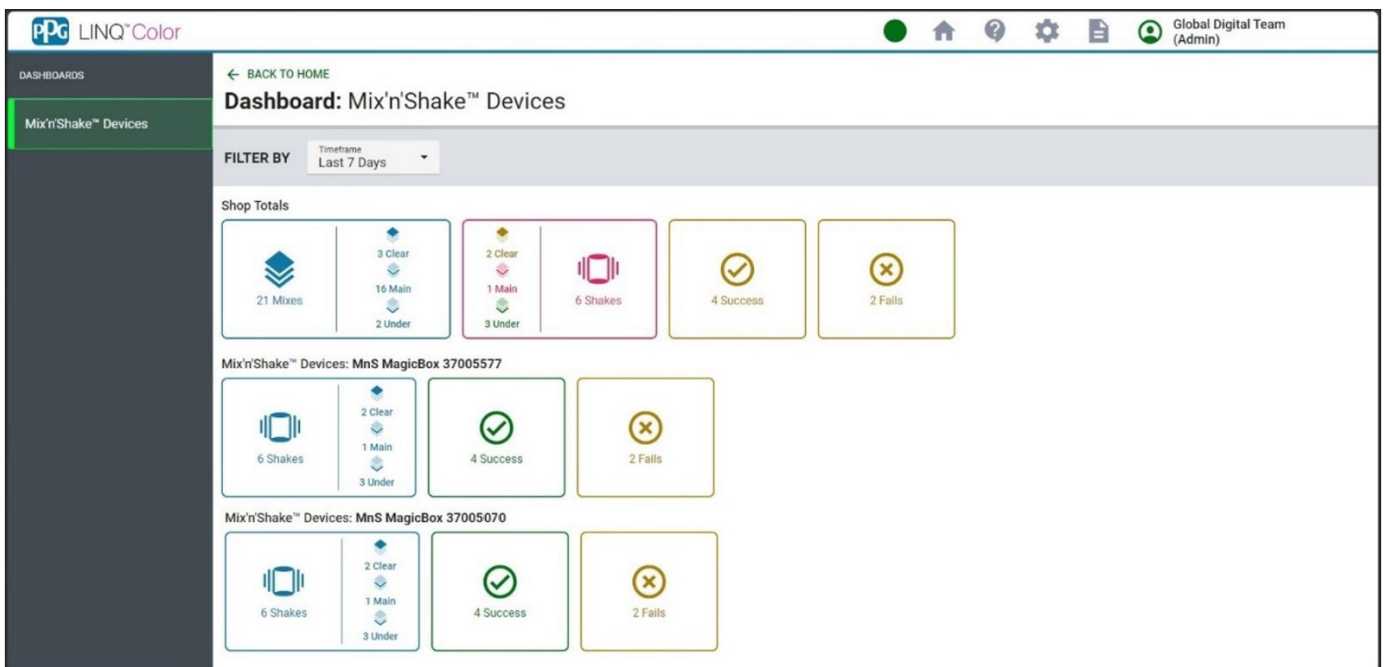 PPG LINQ™Color
Global Digital Team
(Admin)
DASHBOARDS
Mix'n'Shake™ Devices
← BACK TO HOME
Dashboard: Mix'n'Shake™ Devices
FILTER BY
Timeframe
Last 7 Days
Shop Totals
21 Mixes
3 Clear
16 Main
2 Under
2 Clear
1 Main
3 Under
6 Shakes
4 Success
2 Fails
Mix'n'Shake™ Devices: MnS MagicBox 37005577
6 Shakes
2 Clear
1 Main
3 Under
4 Success
2 Fails
Mix'n'Shake™ Devices: MnS MagicBox 37005070
6 Shakes
2 Clear
1 Main
3 Under
4 Success
2 Fails